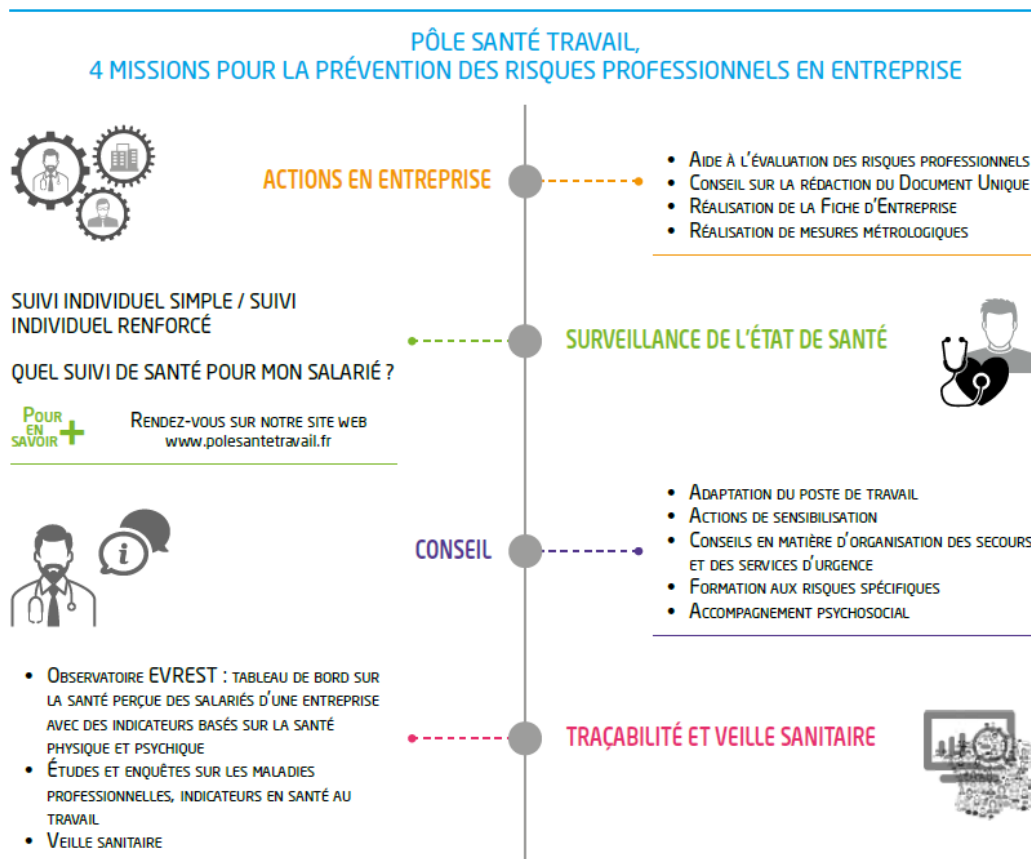 PÔLE SANTÉ TRAVAIL,
4 MISSIONS POUR LA PRÉVENTION DES RISQUES PROFESSIONNELS EN ENTREPRISE
ACTIONS EN ENTREPRISE
• AIDE À L'ÉVALUATION DES RISQUES PROFESSIONNELS
• CONSEIL SUR LA RÉDACTION DU DOCUMENT UNIQUE
• RÉALISATION DE LA FICHE D'ENTREPRISE
• RÉALISATION DE MESURES MÉTROLOGIQUES
SUIVI INDIVIDUEL SIMPLE / SUIVI
INDIVIDUEL RENFORCÉ
QUEL SUIVI DE SANTÉ POUR MON SALARIÉ ?
POUR
EN
SAVOIR +
RENDEZ-VOUS SUR NOTRE SITE WEB
www.polesantetravail.fr
SURVEILLANCE DE L'ÉTAT DE SANTÉ
CONSEIL
• ADAPTATION DU POSTE DE TRAVAIL
• ACTIONS DE SENSIBILISATION
• CONSEILS EN MATIÈRE D'ORGANISATION DES SECOURS
ET DES SERVICES D'URGENCE
• FORMATION AUX RISQUES SPÉCIFIQUES
• ACCOMPAGNEMENT PSYCHOSOCIAL
• OBSERVATOIRE EVREST : TABLEAU DE BORD SUR
LA SANTÉ PERÇUE DES SALARIÉS D'UNE ENTREPRISE
AVEC DES INDICATEURS BASÉS SUR LA SANTÉ
PHYSIQUE ET PSYCHIQUE
• ÉTUDES ET ENQUÊTES SUR LES MALADIES
PROFESSIONNELLES, INDICATEURS EN SANTÉ AU
TRAVAIL
• VEILLE SANITAIRE
TRAÇABILITÉ ET VEILLE SANITAIRE